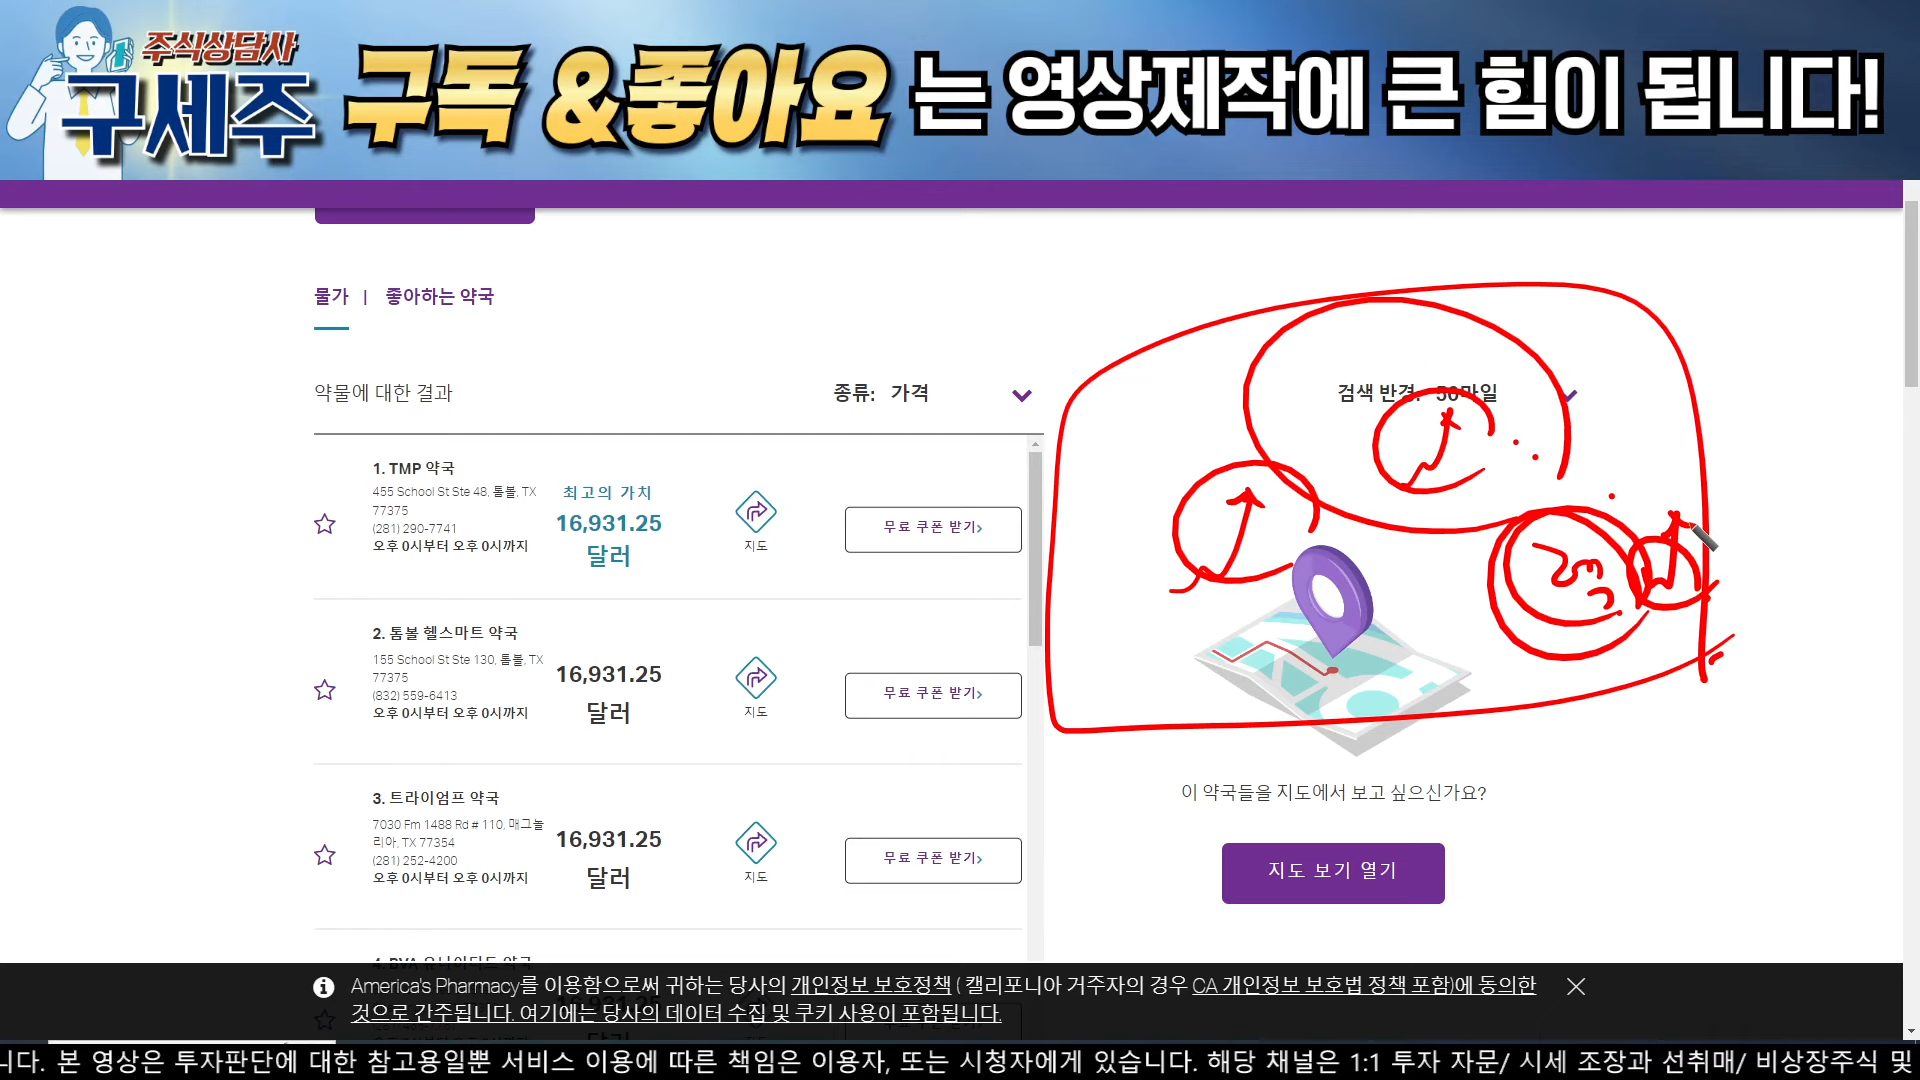 주식상담사
구세주
구독 &좋아요 는 영상제작에 큰 힘이 됩니다!
물가 | 좋아하는 약국
약물에 대한 결과
종류: 가격
검색 반경: 50마일
1. TMP 약국
455 School St Ste 48, 톰볼, TX
77375
(281) 290-7741
오후 0시부터 오후 0시까지
최고의 가치
16,931.25
달러
지도
무료 쿠폰 받기›
2. 톰볼 헬스마트 약국
155 School St Ste 130, 톰볼, TX
77375
(832) 559-6413
오후 0시부터 오후 0시까지
16,931.25
달러
지도
무료 쿠폰 받기›
3. 트라이엄프 약국
7030 Fm 1488 Rd # 110, 매그놀
리아, TX 77354
(281) 252-4200
오후 0시부터 오후 0시까지
16,931.25
달러
지도
무료 쿠폰 받기›
이 약국들을 지도에서 보고 싶으신가요?
지도 보기 열기
America's Pharmacy를 이용함으로써 귀하는 당사의 개인정보 보호정책 ( 캘리포니아 거주자의 경우 CA 개인정보 보호법 정책 포함)에 동의한
것으로 간주됩니다. 여기에는 당사의 데이터 수집 및 쿠키 사용이 포함됩니다.
니다. 본 영상은 투자판단에 대한 참고용일뿐 서비스 이용에 따른 책임은 이용자, 또는 시청자에게 있습니다. 해당 채널은 1:1 투자 자문/ 시세 조장과 선취매/ 비상장주식 및